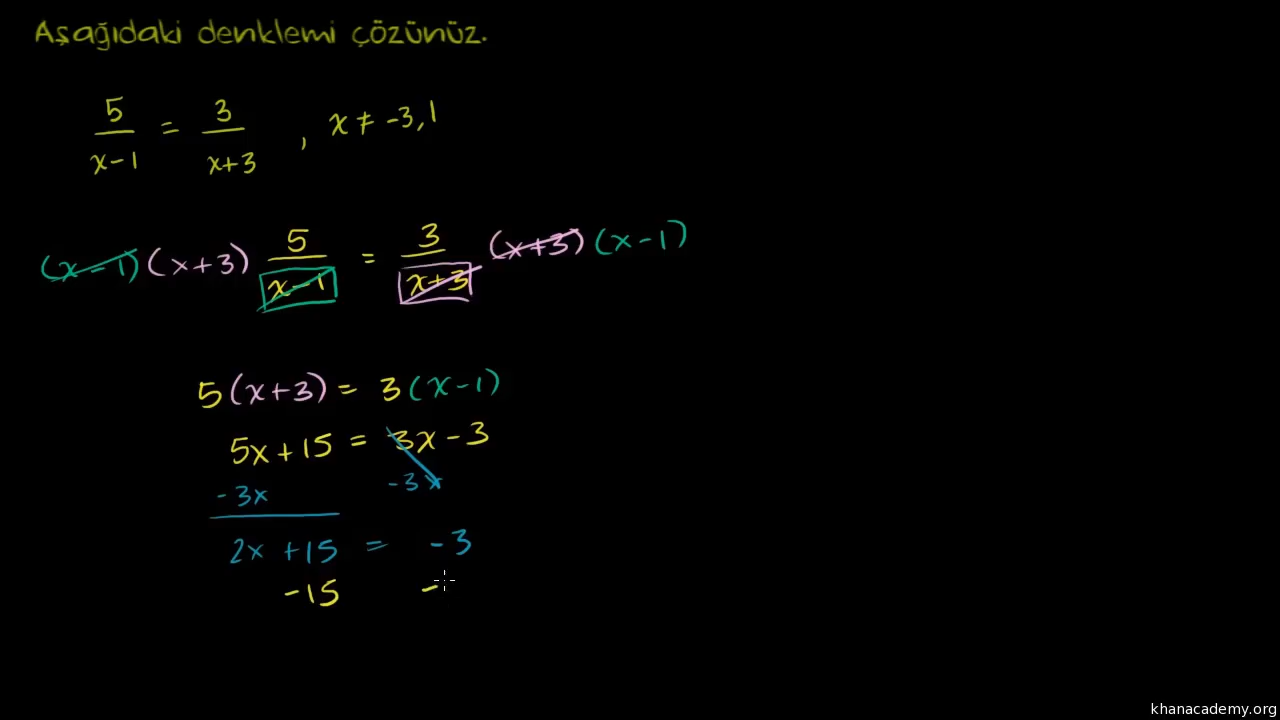 Aşağıdaki denklemi çözünüz.
5/x-1 = 3/x+3 , x ≠ -3,1
(x-1)(x+3) 5/x-1 = 3/x+3 (x+3)(x-1)
5(x+3) = 3(x-1)
5x+15 = 3x-3
-3x -3x
2x +15 = -3
-15 -
khanacademy.org